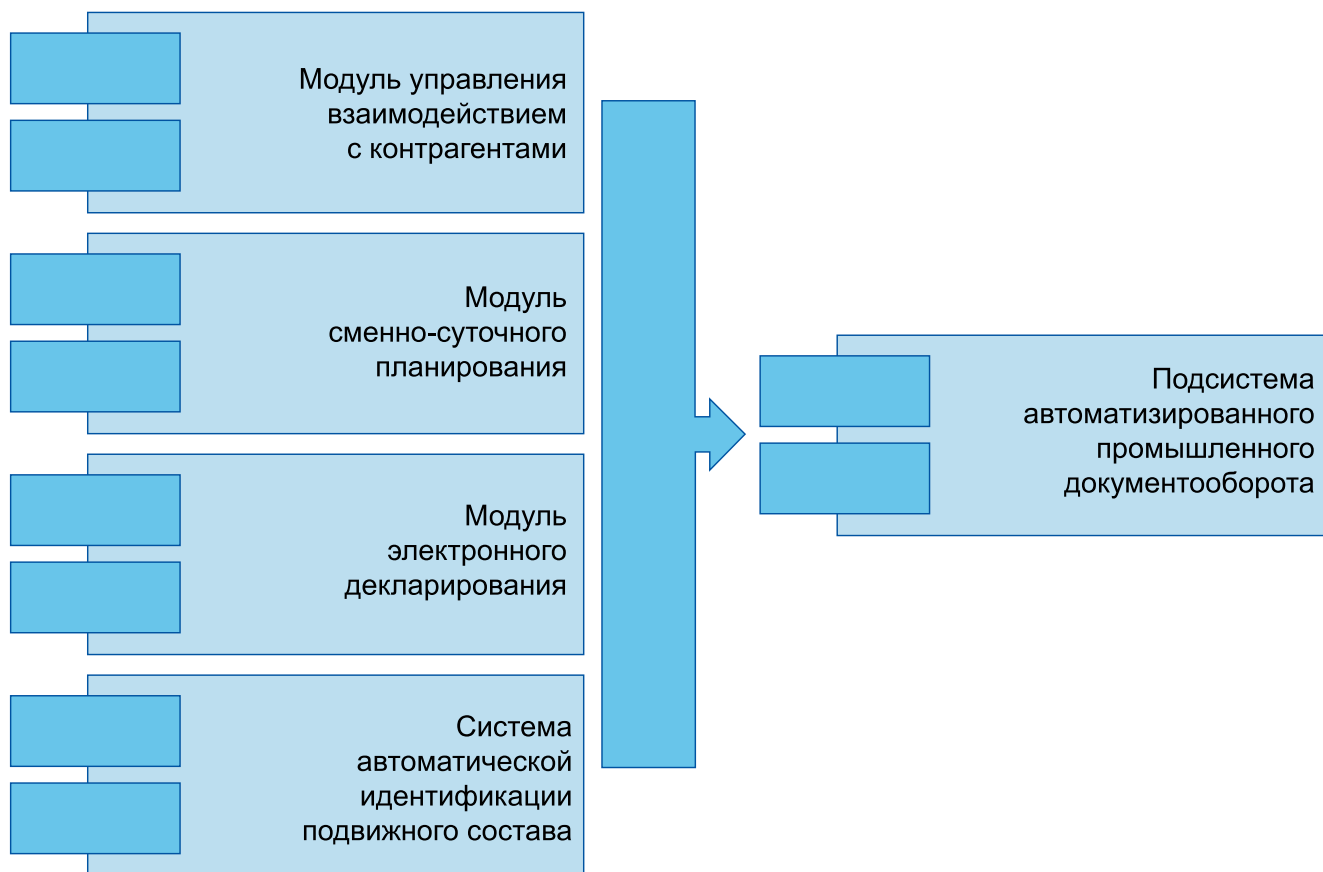 Модуль управления
взаимодействием
с контрагентами
Модуль
сменно-суточного
планирования
Модуль
электронного
декларирования
Система
автоматической
идентификации
подвижного состава
Подсистема
автоматизированного
промышленного
документооборота